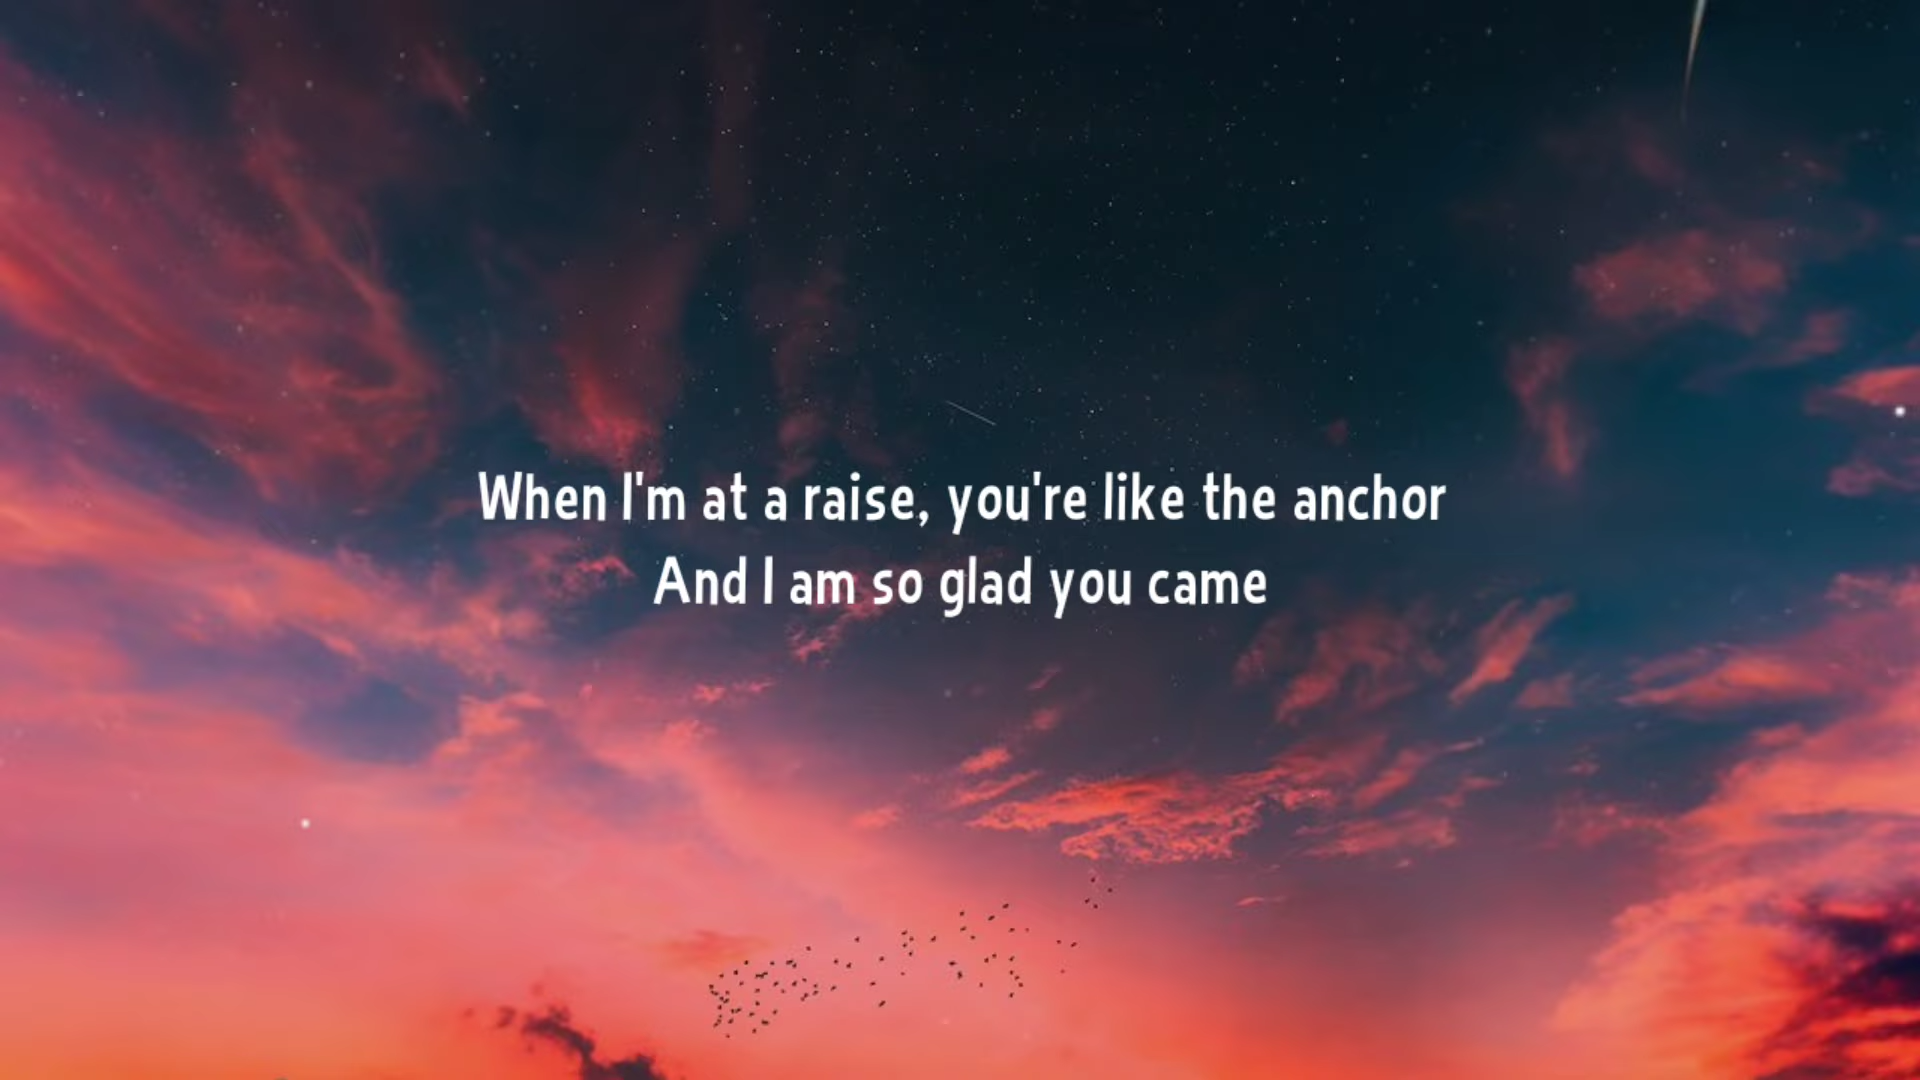 When I'm at a raise, you're like the anchor
And I am so glad you came